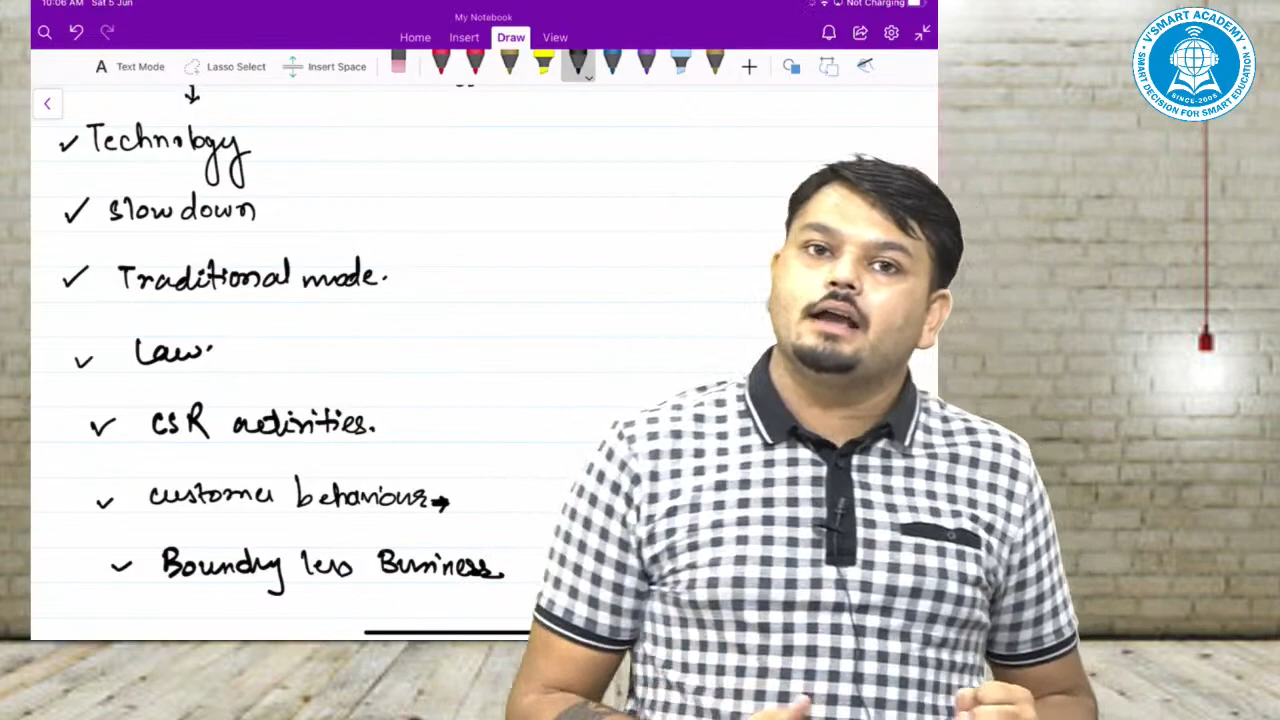 10:06 AM Sat 5 Jun
Not Charging
My Notebook
Home Insert Draw View
A Text Mode Lasso Select Insert Space
Technology
slow down
Traditional mode.
Law.
CSR activities.
customer behaviour
Boundry less Business
V'SMART ACADEMY
SINCE-2005
SMART DECISION FOR SMART EDUCATION